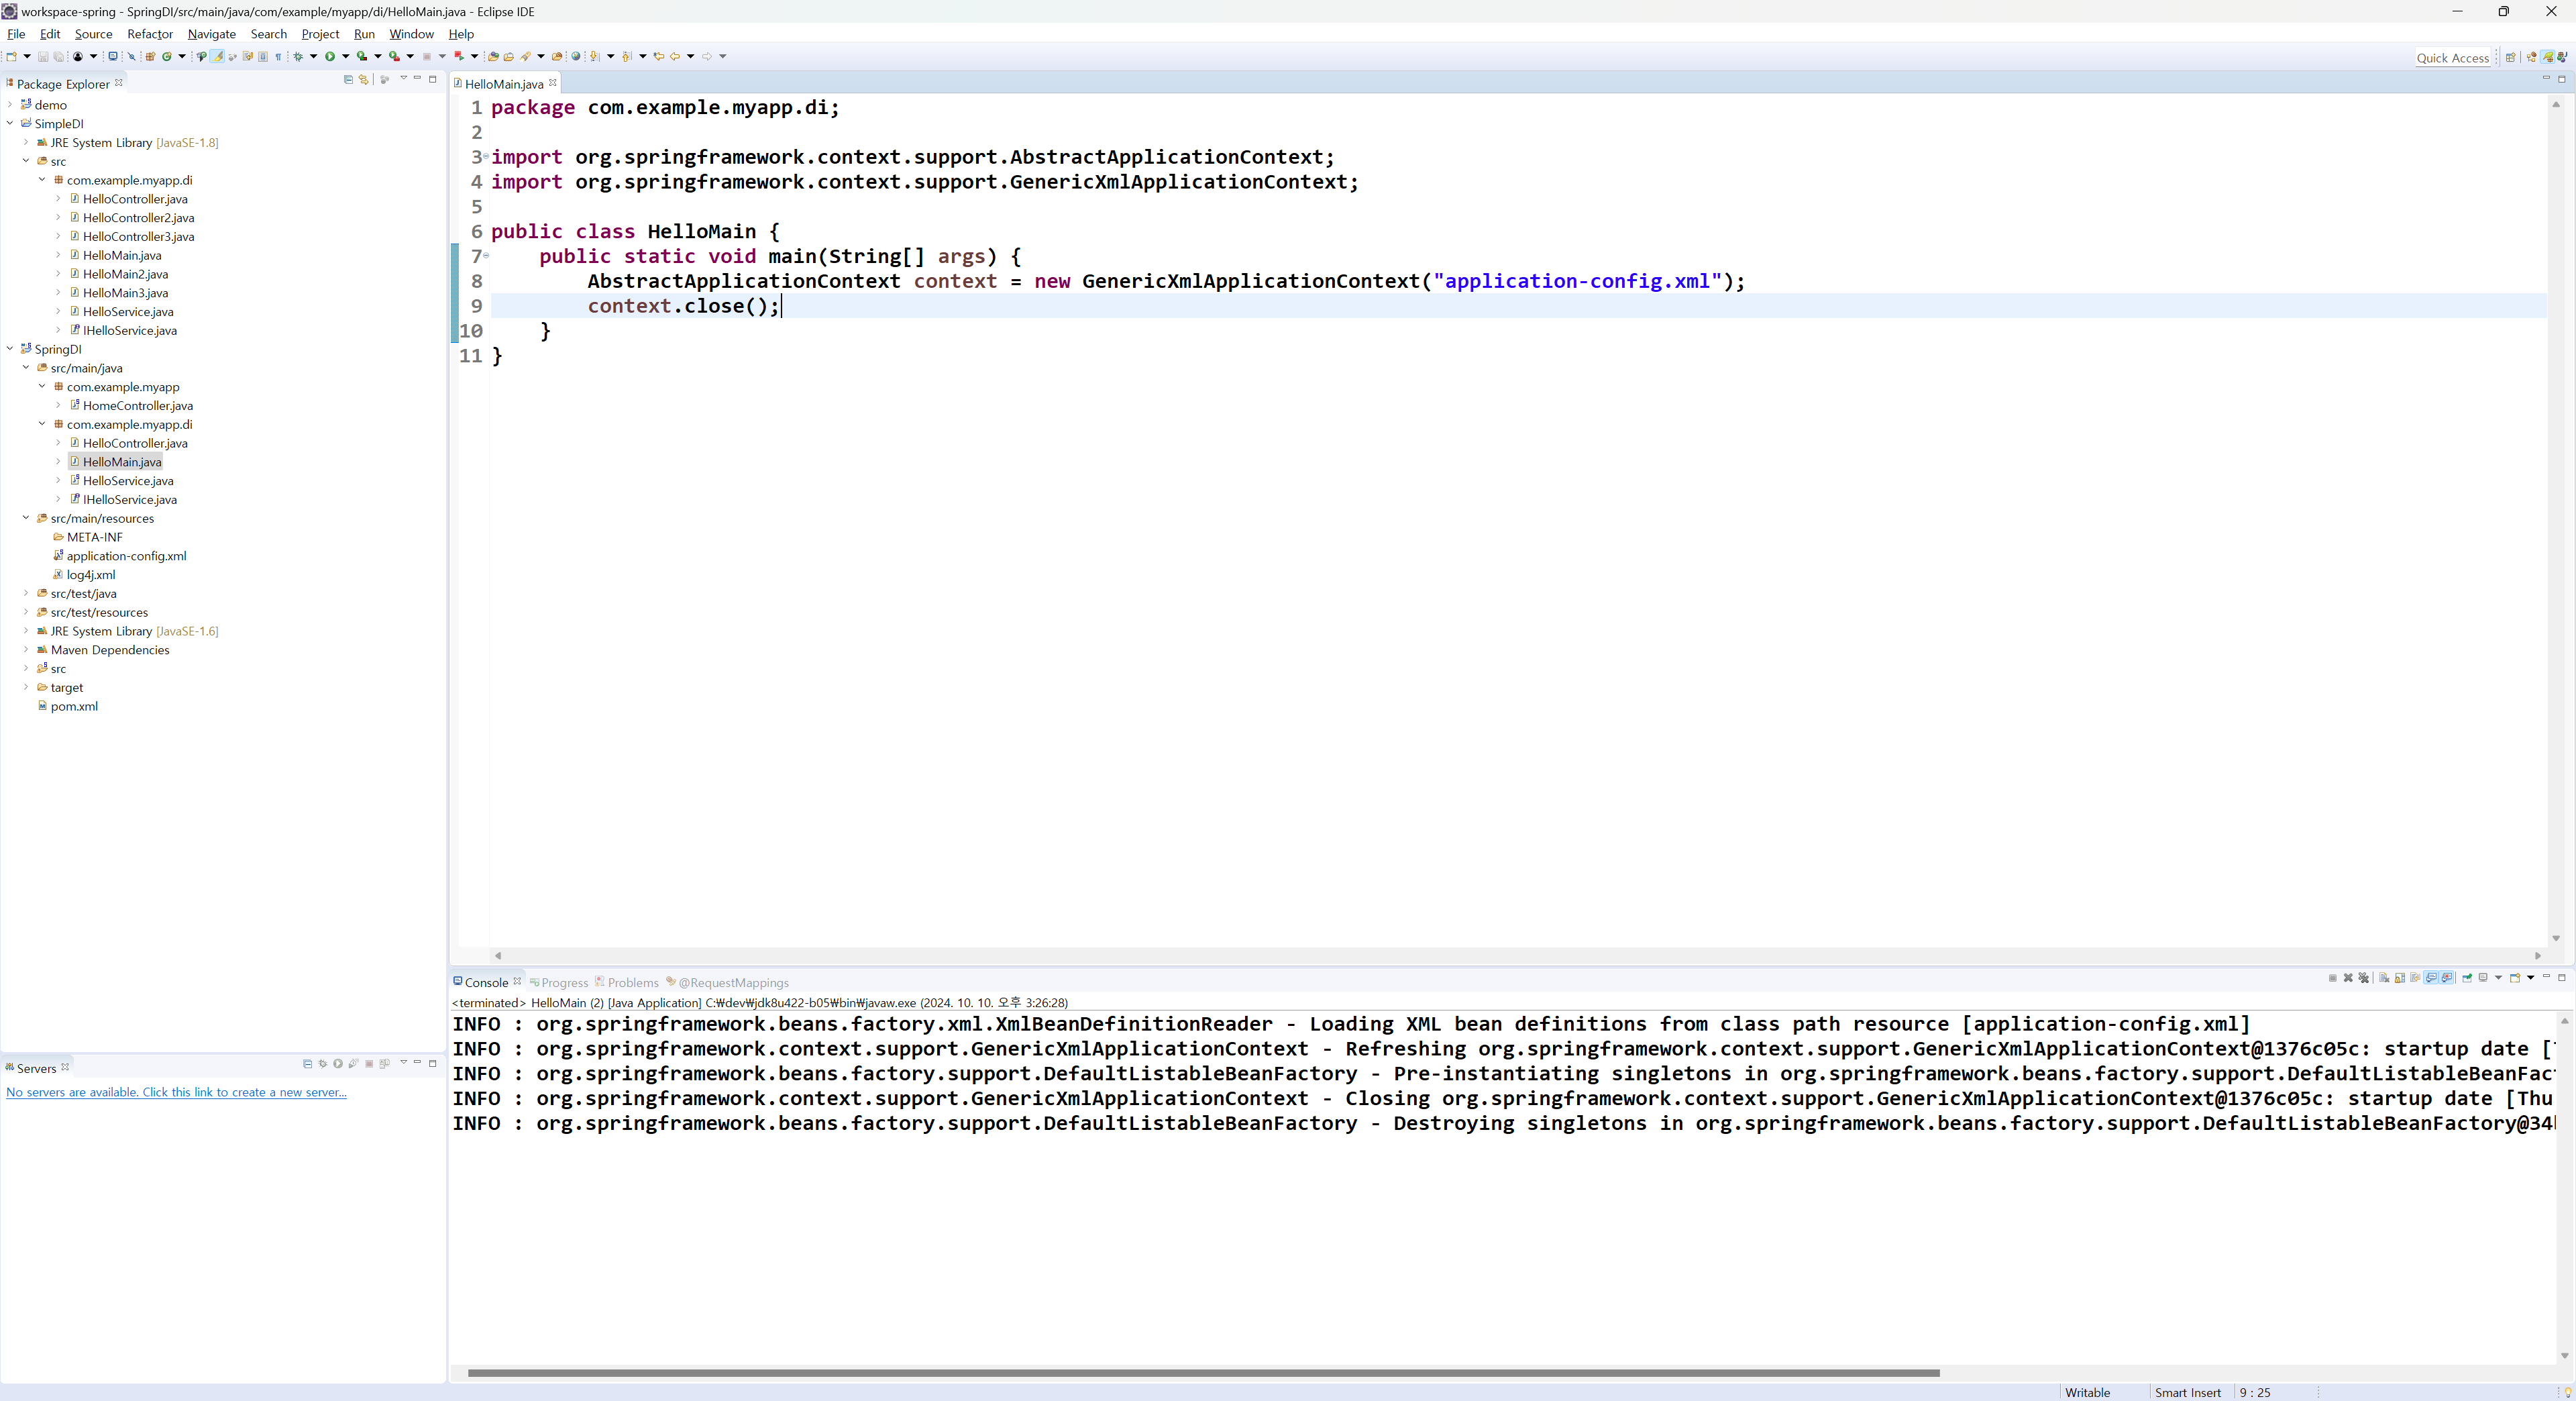 workspace-spring - SpringDI/src/main/java/com/example/myapp/di/HelloMain.java - Eclipse IDE
File Edit Source Refactor Navigate Search Project Run Window Help
Quick Access
Package Explorer
demo
SimpleDI
JRE System Library [JavaSE-1.8]
src
com.example.myapp.di
HelloController.java
HelloController2.java
HelloController3.java
HelloMain.java
HelloMain2.java
HelloMain3.java
HelloService.java
IHelloService.java
SpringDI
src/main/java
com.example.myapp
HomeController.java
com.example.myapp.di
HelloController.java
HelloMain.java
HelloService.java
IHelloService.java
src/main/resources
META-INF
application-config.xml
log4j.xml
src/test/java
src/test/resources
JRE System Library [JavaSE-1.6]
Maven Dependencies
src
target
pom.xml
Servers
No servers are available. Click this link to create a new server...
HelloMain.java
1 package com.example.myapp.di;
2
3 import org.springframework.context.support.AbstractApplicationContext;
4 import org.springframework.context.support.GenericXmlApplicationContext;
5
6 public class HelloMain {
7 public static void main(String[] args) {
8 AbstractApplicationContext context = new GenericXmlApplicationContext("application-config.xml");
9 context.close();
10 }
11 }
Console Progress Problems @RequestMappings
<terminated> HelloMain (2) [Java Application] C:₩dev₩jdk8u422-b05₩bin₩javaw.exe (2024. 10. 10. 오후 3:26:28)
INFO : org.springframework.beans.factory.xml.XmlBeanDefinitionReader - Loading XML bean definitions from class path resource [application-config.xml]
INFO : org.springframework.context.support.GenericXmlApplicationContext - Refreshing org.springframework.context.support.GenericXmlApplicationContext@1376c05c: startup date [
INFO : org.springframework.beans.factory.support.DefaultListableBeanFactory - Pre-instantiating singletons in org.springframework.beans.factory.support.DefaultListableBeanFac
INFO : org.springframework.context.support.GenericXmlApplicationContext - Closing org.springframework.context.support.GenericXmlApplicationContext@1376c05c: startup date [Thu
INFO : org.springframework.beans.factory.support.DefaultListableBeanFactory - Destroying singletons in org.springframework.beans.factory.support.DefaultListableBeanFactory@34
Writable Smart Insert 9 : 25